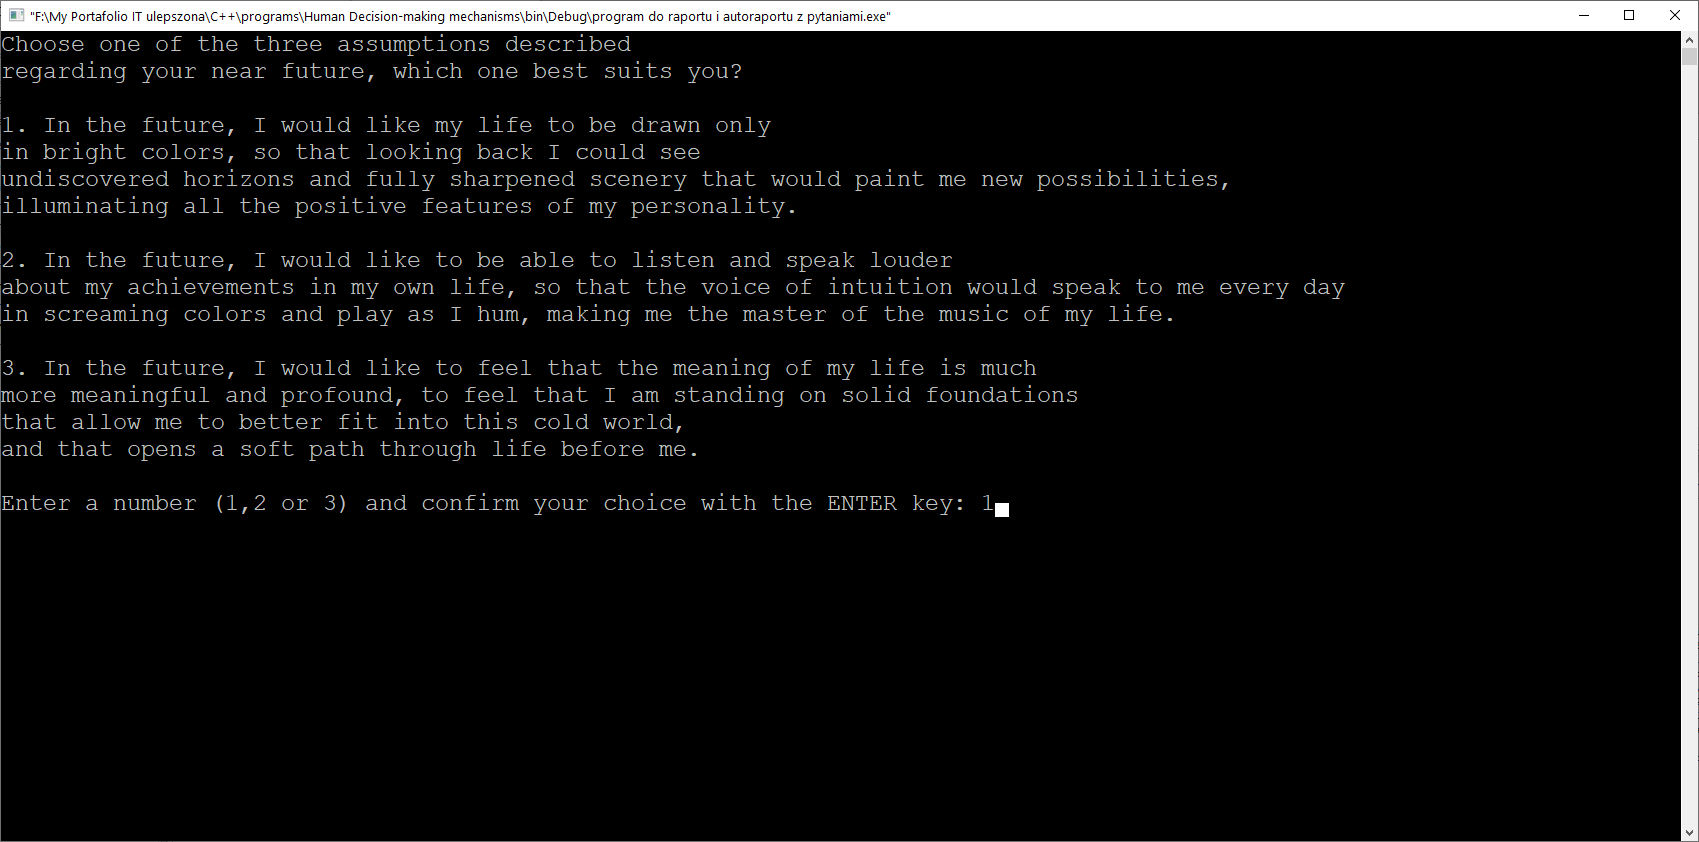 "F:\My Portafolio IT ulepszona\C++\programs\Human Decision-making mechanisms\bin\Debug\program do raportu i autoraportu z pytaniami.exe"
Choose one of the three assumptions described
regarding your near future, which one best suits you?
1. In the future, I would like my life to be drawn only
in bright colors, so that looking back I could see
undiscovered horizons and fully sharpened scenery that would paint me new possibilities,
illuminating all the positive features of my personality.
2. In the future, I would like to be able to listen and speak louder
about my achievements in my own life, so that the voice of intuition would speak to me every day
in screaming colors and play as I hum, making me the master of the music of my life.
3. In the future, I would like to feel that the meaning of my life is much
more meaningful and profound, to feel that I am standing on solid foundations
that allow me to better fit into this cold world,
and that opens a soft path through life before me.
Enter a number (1,2 or 3) and confirm your choice with the ENTER key: 1